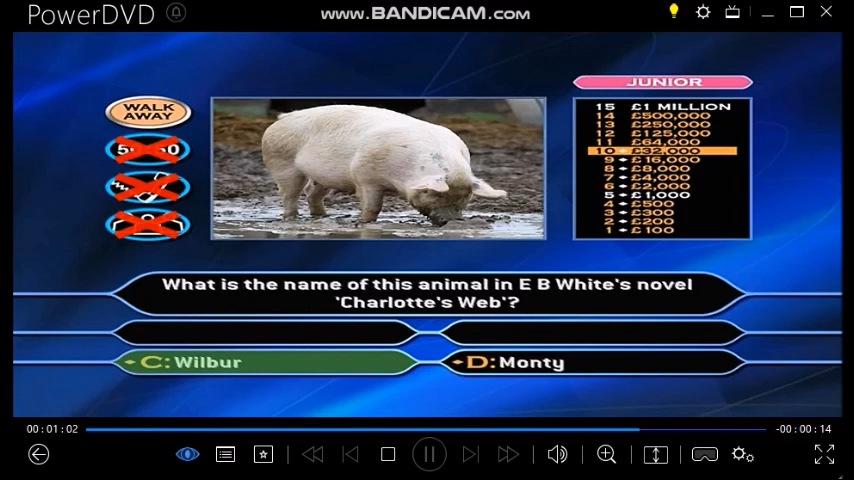 PowerDVD
www.BANDICAM.com
JUNIOR
WALK
AWAY
15 £1 MILLION
14 £500,000
13 £250,000
12 £125,000
11 £64,000
10 £32,000
9 £16,000
8 £8,000
7 £4,000
6 £2,000
5 £1,000
4 £500
3 £300
2 £200
1 £100
What is the name of this animal in E B White's novel
'Charlotte's Web'?
C: Wilbur
D: Monty
00:01:02
-00:00:14